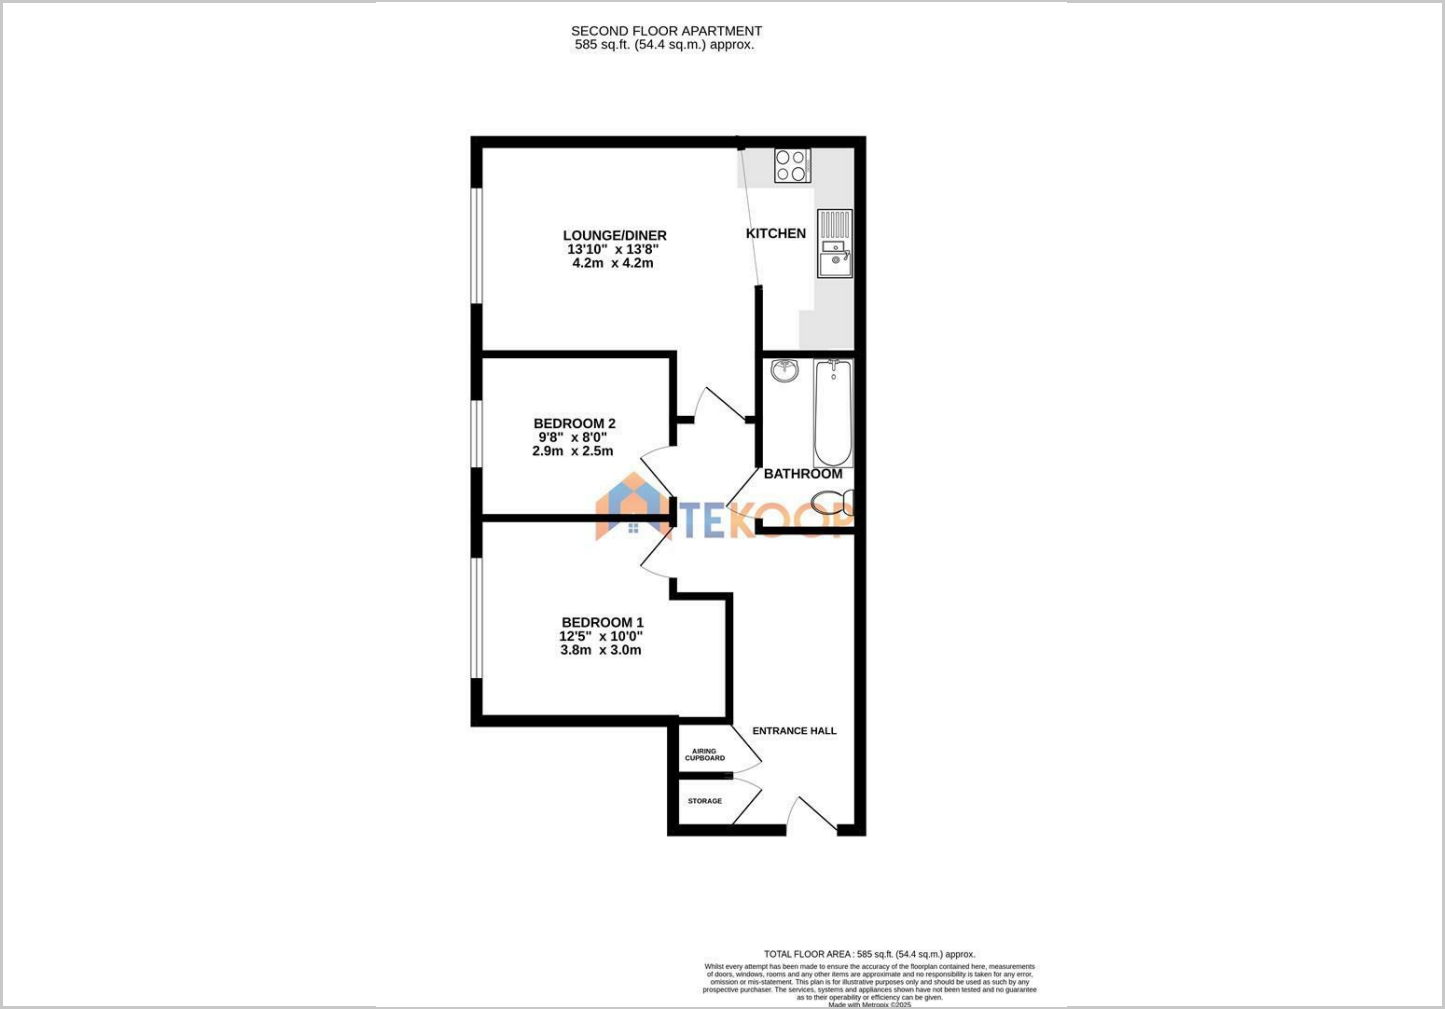 SECOND FLOOR APARTMENT
585 sq.ft. (54.4 sq.m.) approx.
LOUNGE/DINER
13'10" x 13'8"
4.2m x 4.2m
KITCHEN
BEDROOM 2
9'8" x 8'0"
2.9m x 2.5m
BATHROOM
TEKOOP
BEDROOM 1
12'5" x 10'0"
3.8m x 3.0m
ENTRANCE HALL
AIRING
CUPBOARD
STORAGE
TOTAL FLOOR AREA : 585 sq.ft. (54.4 sq.m.) approx.
Whilst every attempt has been made to ensure the accuracy of the floorplan contained here, measurements
of doors, windows, rooms and any other items are approximate and no responsibility is taken for any error,
omission or mis-statement. This plan is for illustrative purposes only and should be used as such by any
prospective purchaser. The services, systems and appliances shown have not been tested and no guarantee
as to their operability or efficiency can be given.
Made with Metropix ©2025